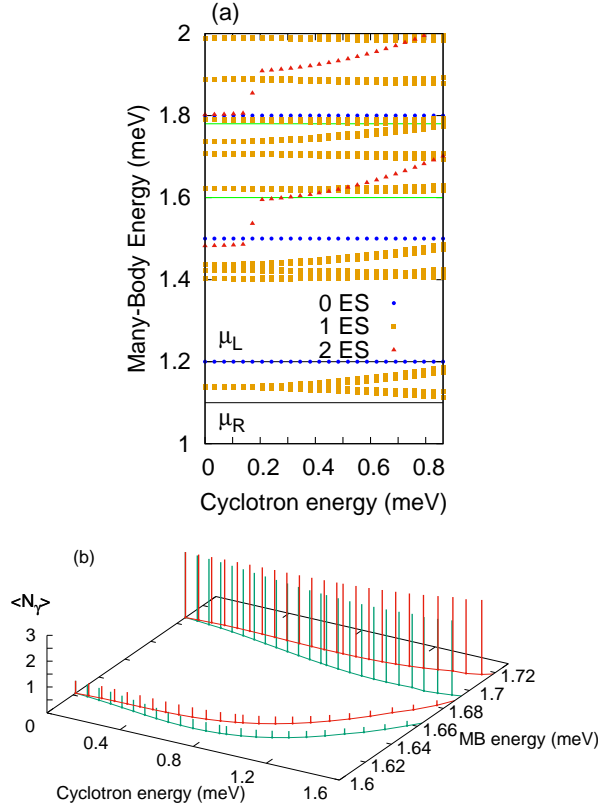 (a)
2
1.8
1.6
1.4
1.2
1
Many-Body Energy (meV)
0 ES
1 ES
2 ES
μL
μR
0 0.2 0.4 0.6 0.8
Cyclotron energy (meV)
(b)
<Nγ>
3
2
1
0
0.4
0.8
1.2
1.6
Cyclotron energy (meV)
1.72
1.7
1.68
1.66
1.64
1.62
1.6
MB energy (meV)